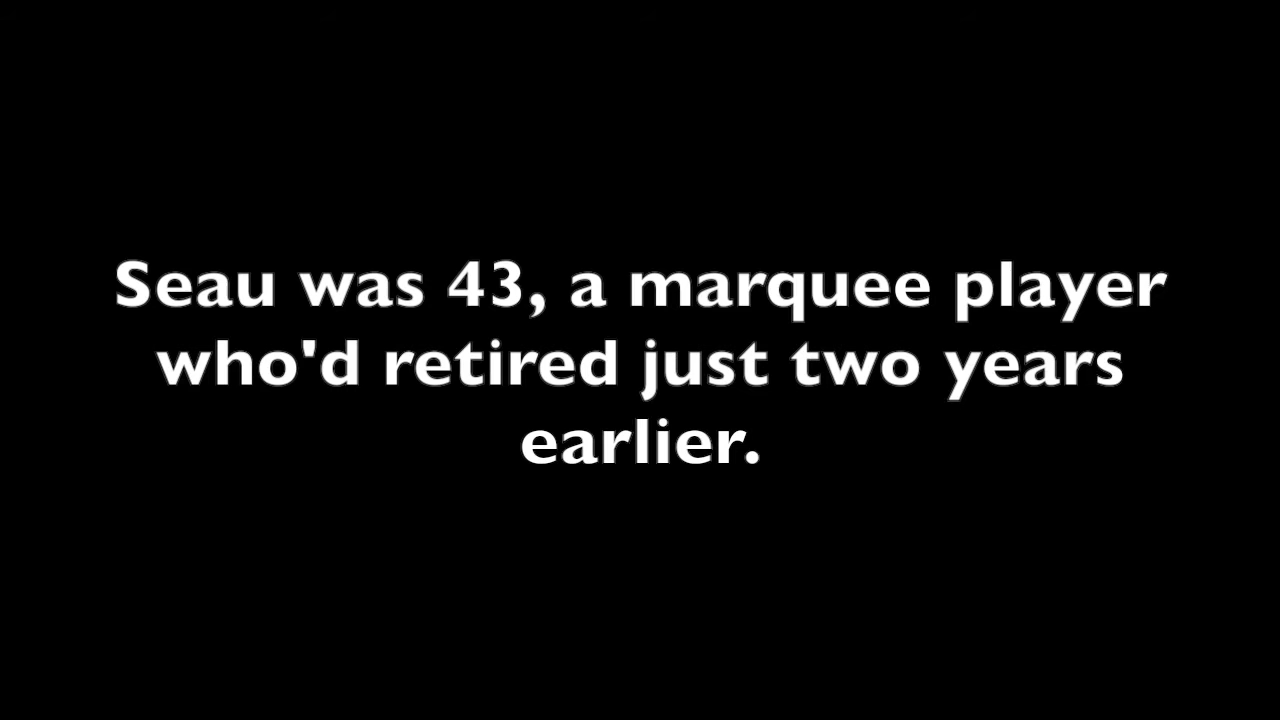 Seau was 43, a marquee player
who'd retired just two years
earlier.